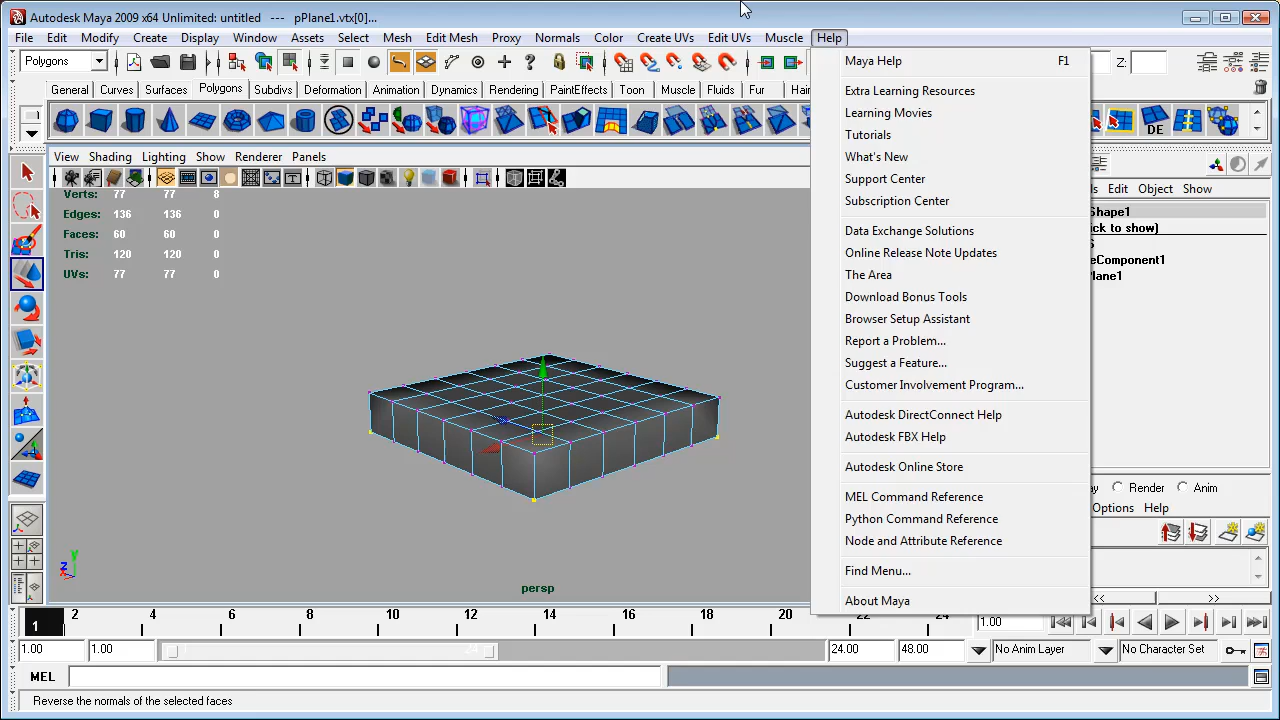 Autodesk Maya 2009 x64 Unlimited: untitled   ---   pPlane1.vtx[0]...
File Edit Modify Create Display Window Assets Select Mesh Edit Mesh Proxy Normals Color Create UVs Edit UVs Muscle Help
Polygons
Z:
General Curves Surfaces Polygons Subdivs Deformation Animation Dynamics Rendering PaintEffects Toon Muscle Fluids Fur Hair
DE
View Shading Lighting Show Renderer Panels
Verts: 77 77 8
Edges: 136 136 0
Faces: 60 60 0
Tris: 120 120 0
UVs: 77 77 0
y
z
persp
Maya Help F1
Extra Learning Resources
Learning Movies
Tutorials
What's New
Support Center
Subscription Center
Data Exchange Solutions
Online Release Note Updates
The Area
Download Bonus Tools
Browser Setup Assistant
Report a Problem...
Suggest a Feature...
Customer Involvement Program...
Autodesk DirectConnect Help
Autodesk FBX Help
Autodesk Online Store
MEL Command Reference
Python Command Reference
Node and Attribute Reference
Find Menu...
About Maya
Edit Object Show
Shape1
ck to show)
eComponent1
Plane1
Render Anim
Options Help
<< >>
1 2 4 6 8 10 12 14 16 18 20 22 24
1.00
1.00 1.00 24 24.00 48.00 No Anim Layer No Character Set
MEL
Reverse the normals of the selected faces